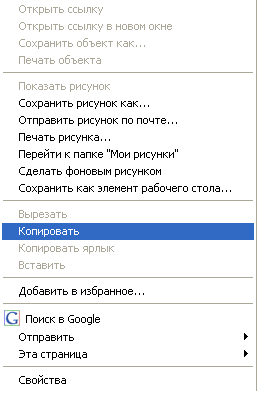 Открыть ссылку
Открыть ссылку в новом окне
Сохранить объект как...
Печать объекта
Показать рисунок
Сохранить рисунок как...
Отправить рисунок по почте...
Печать рисунка...
Перейти к папке "Мои рисунки"
Сделать фоновым рисунком
Сохранить как элемент рабочего стола...
Вырезать
Копировать
Копировать ярлык
Вставить
Добавить в избранное...
G Поиск в Google
Отправить
Эта страница
Свойства